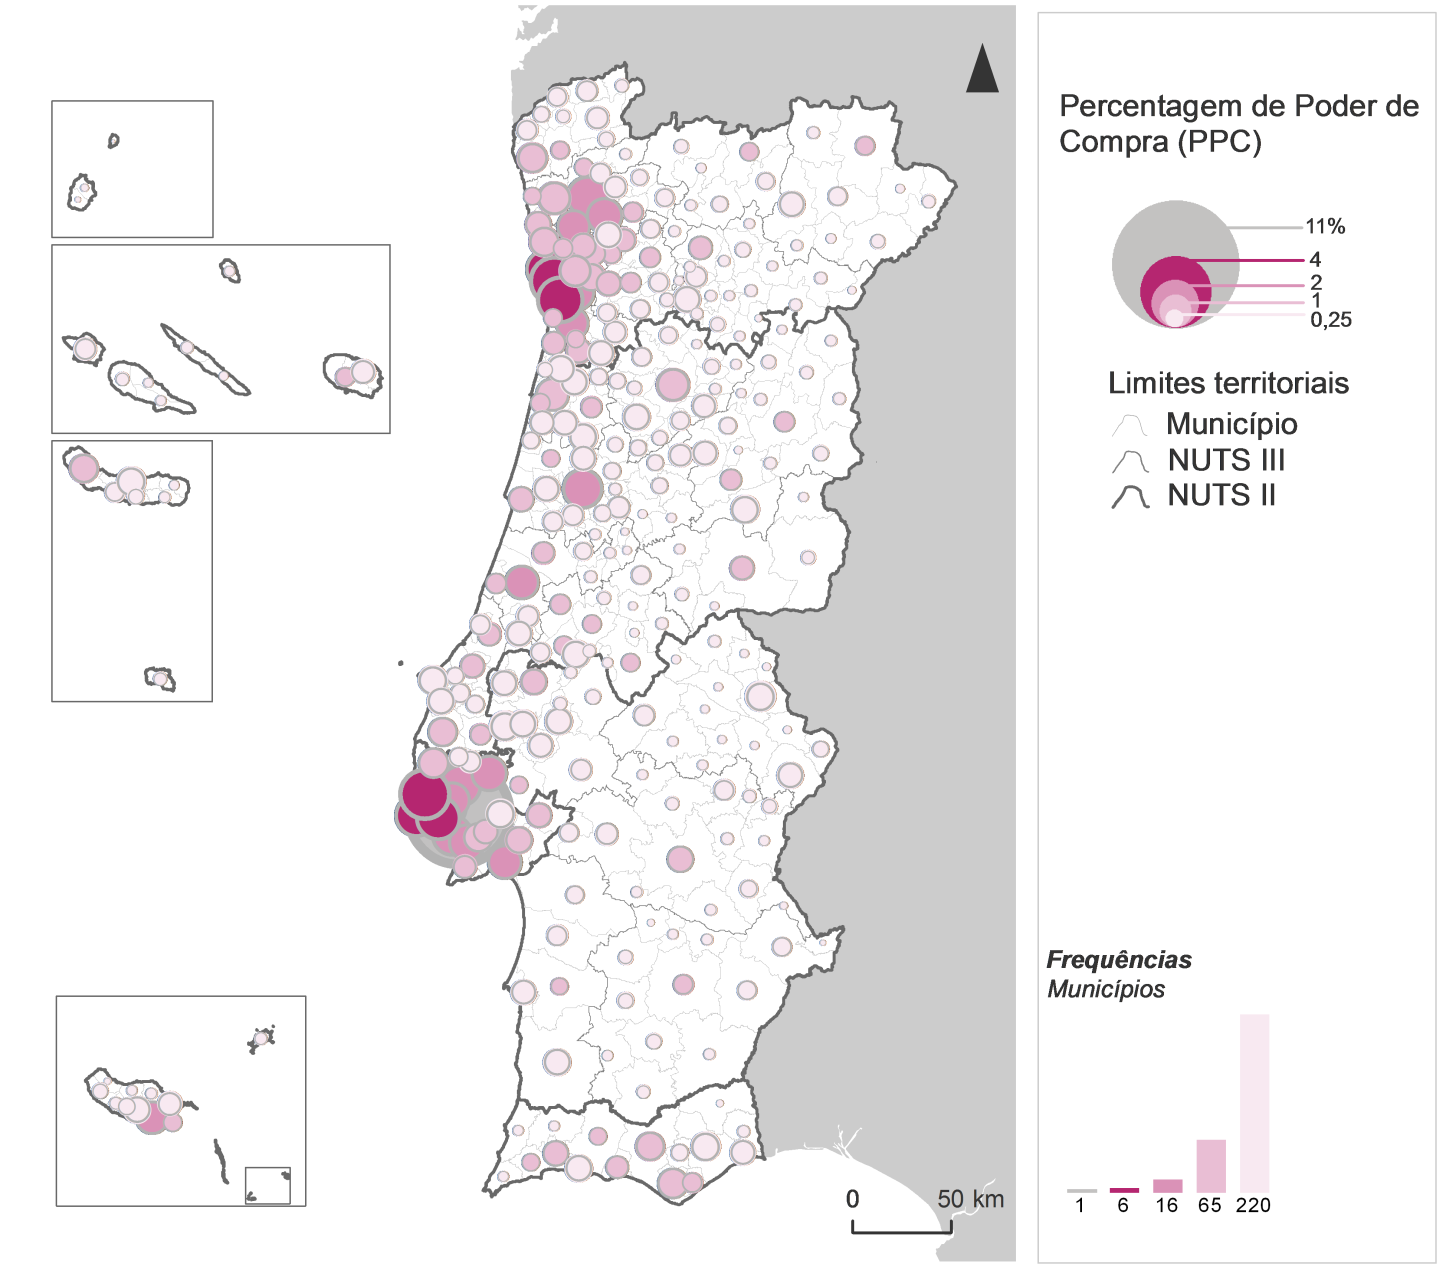 Percentagem de Poder de
Compra (PPC)
11%
4
2
1
0,25
Limites territoriais
Município
NUTS III
NUTS II
Frequências
Municípios
1 6 16 65 220
0 50 km